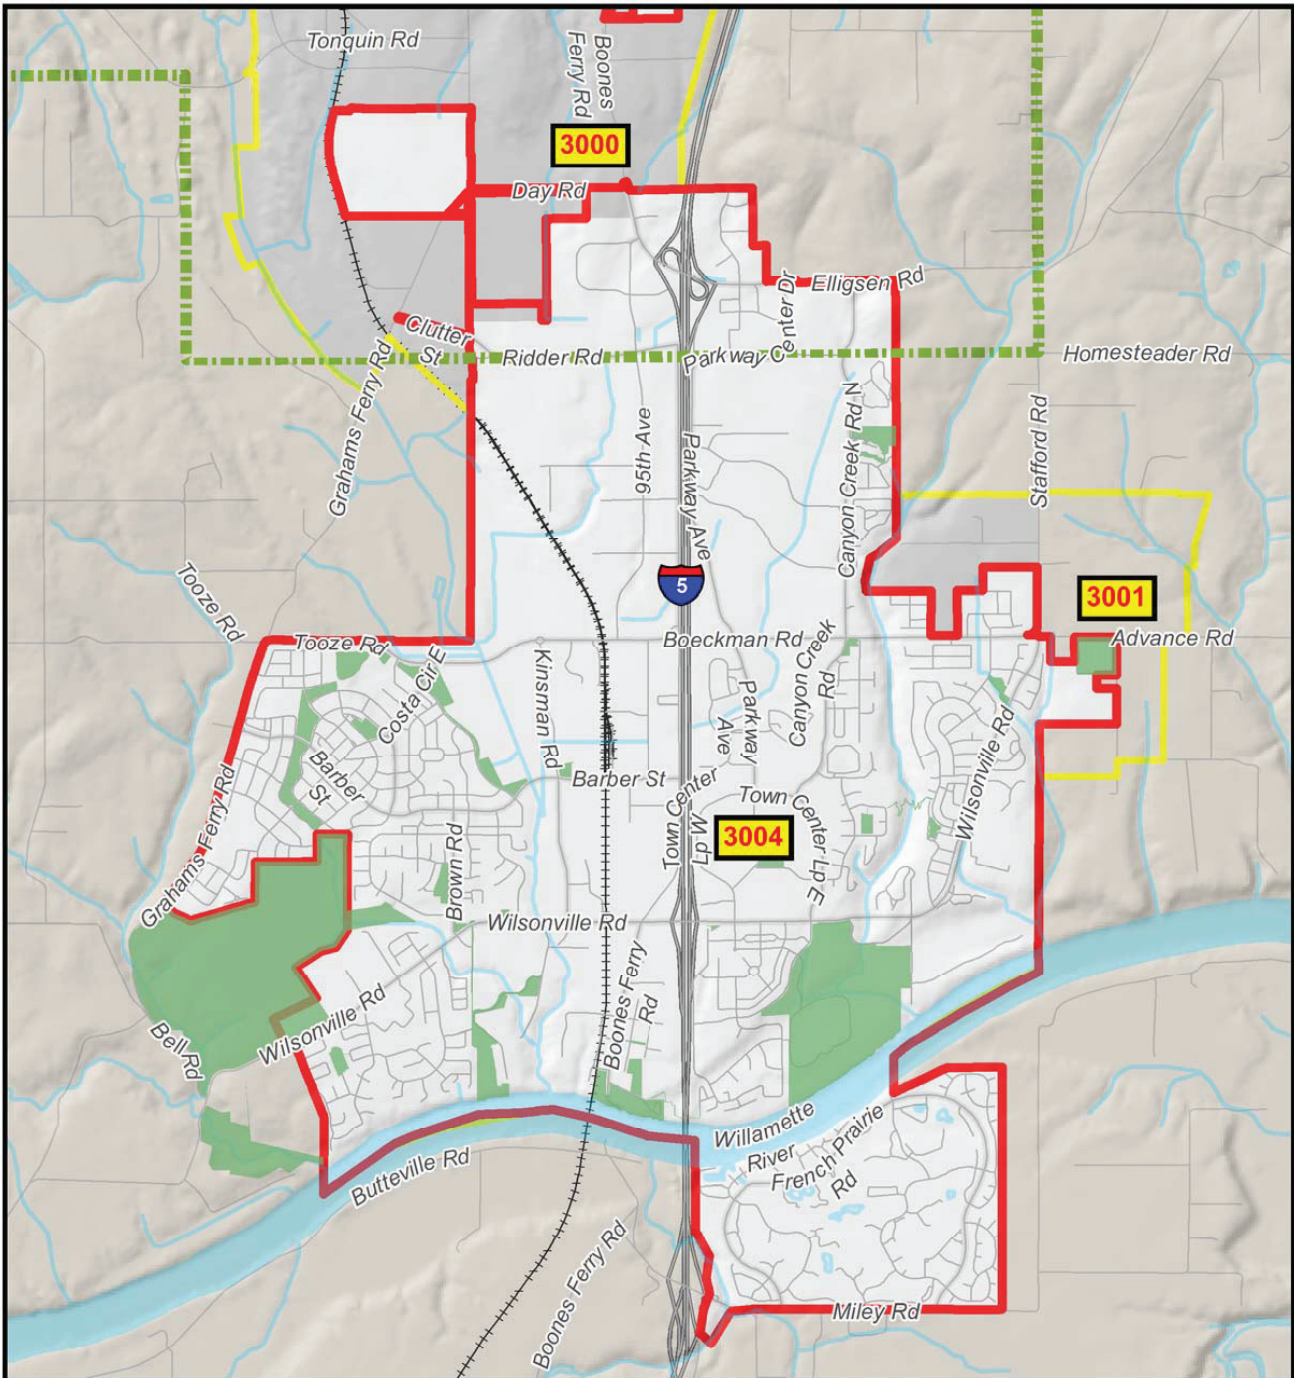 Tonquin Rd
Boones
Ferry Rd
3000
Day Rd
Elligsen Rd
Parkway Center Dr
Clutter
St
Ridder Rd
Homesteader Rd
Grahams Ferry Rd
95th Ave
Parkway Ave
Canyon Creek Rd N
Stafford Rd
Tooze Rd
5
3001
Advance Rd
Tooze Rd
Boeckman Rd
Costa Cir E
Kinsman Rd
Canyon Creek
Rd
Parkway
Ave
Wilsonville Rd
Barber
St
Barber St
Town Center
Lp W
Town Center Lp E
3004
Grahams Ferry Rd
Brown Rd
Wilsonville Rd
Boones Ferry
Rd
Bell Rd
Wilsonville Rd
Willamette
River
French Prairie
Rd
Butteville Rd
Boones Ferry Rd
Miley Rd